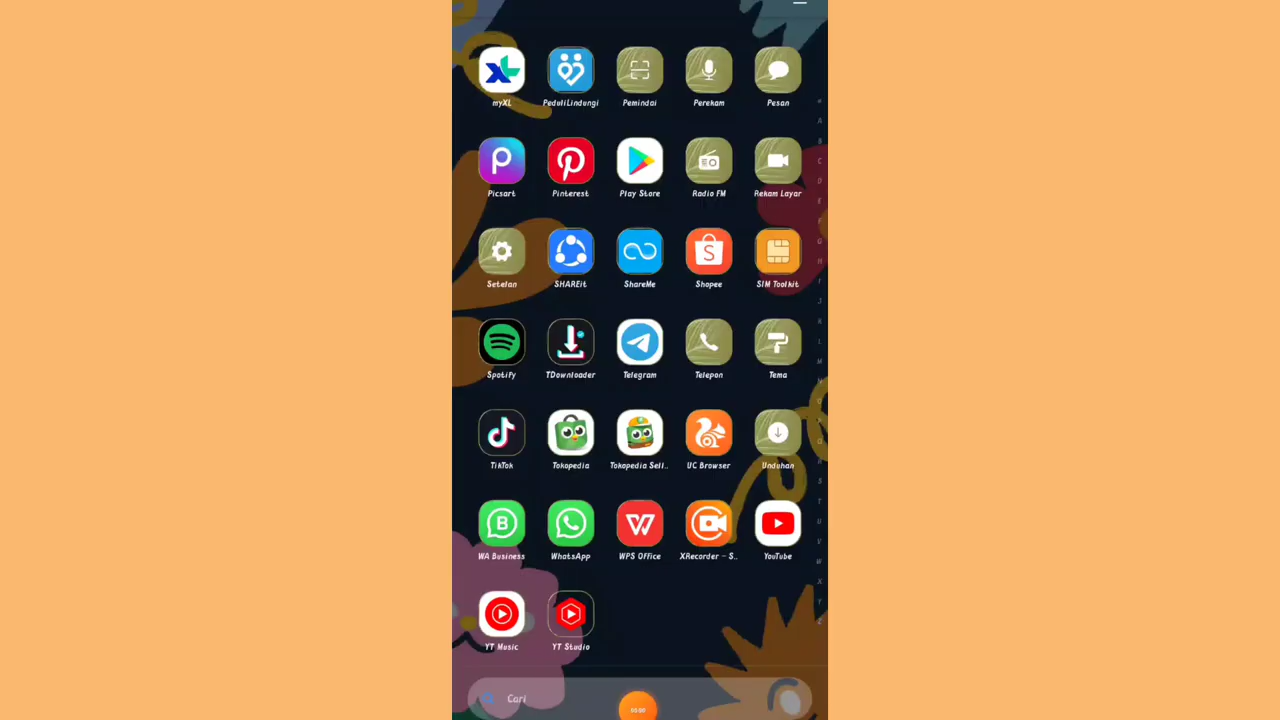 myXL PeduliLindungi Pemindai Perekam Pesan
Picsart Pinterest Play Store Radio FM Rekam Layar
Setelan SHAREit ShareMe Shopee SIM Toolkit
Spotify TDownloader Telegram Telepon Tema
TikTok Tokopedia Tokopedia Sell.. UC Browser Unduhan
WA Business WhatsApp WPS Office XRecorder - S.. YouTube
YT Music YT Studio
Cari